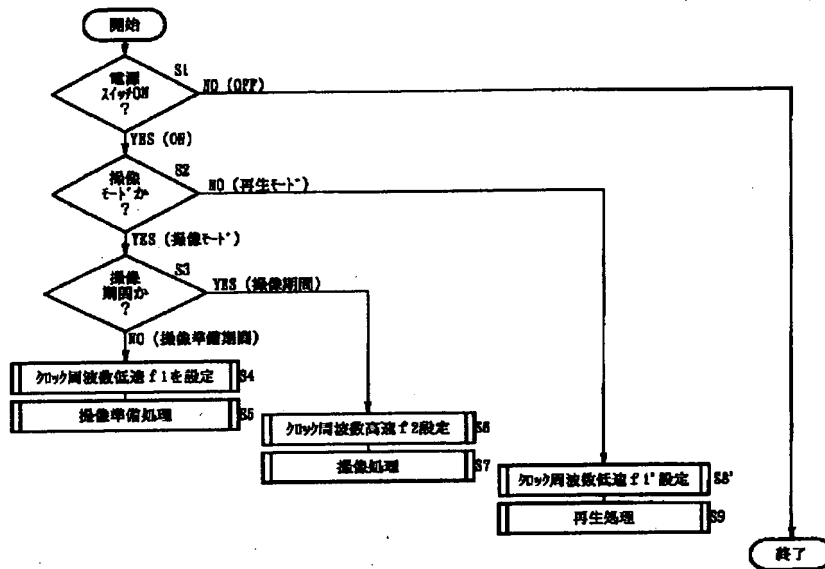 開始
電源
スイッチON
?
S1
NO (OFF)
YES (ON)
撮像
モードか
?
S2
NO (再生モード)
YES (撮像モード)
撮像
期間か
?
S3
YES (撮像期間)
NO (撮像準備期間)
クロック周波数低速f1を設定
S4
撮像準備処理
S5
クロック周波数高速f2設定
S6
撮像処理
S7
クロック周波数低速f1'設定
S8'
再生処理
S9
終了